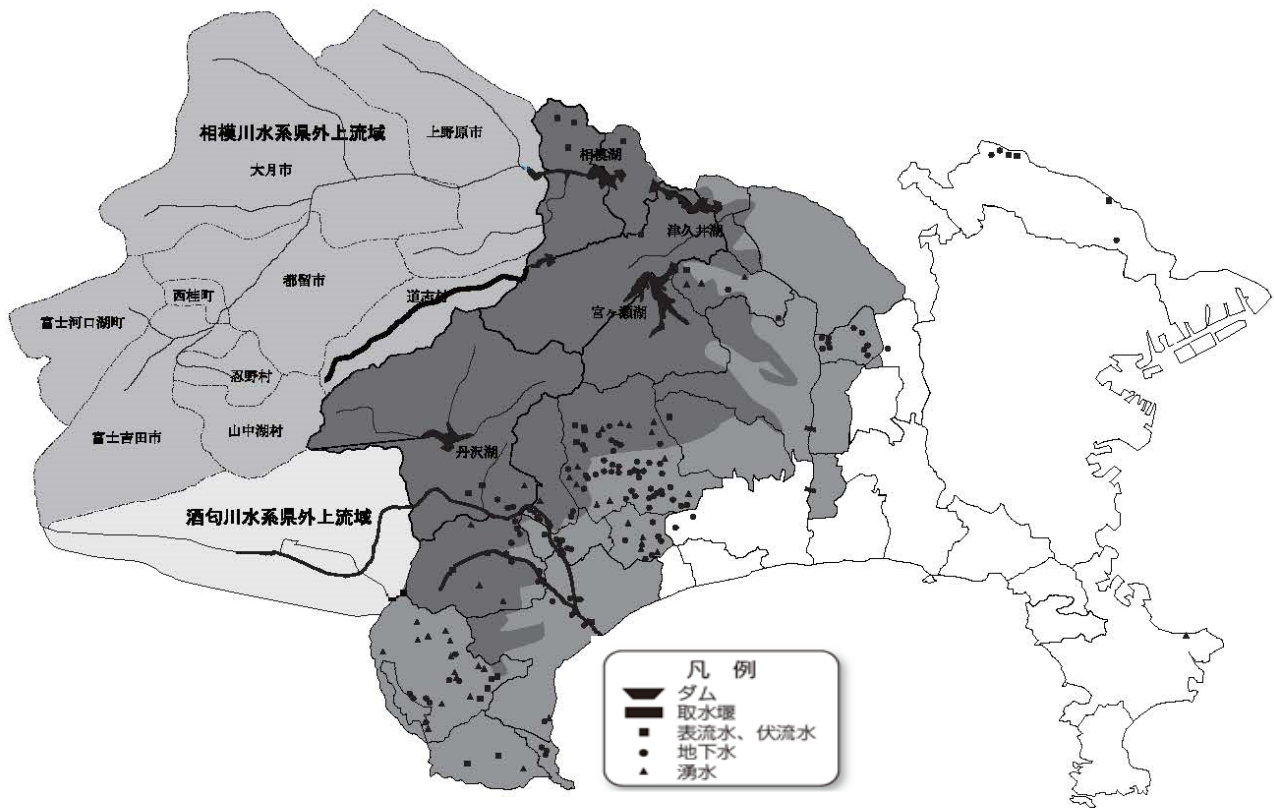 相模川水系県外上流域
上野原市
大月市
相模湖
津久井湖
都留市
西桂町
道志村
宮ヶ瀬湖
富士河口湖町
忍野村
富士吉田市
山中湖村
丹沢湖
酒匂川水系県外上流域
凡 例
ダム
取水堰
表流水、伏流水
地下水
湧水